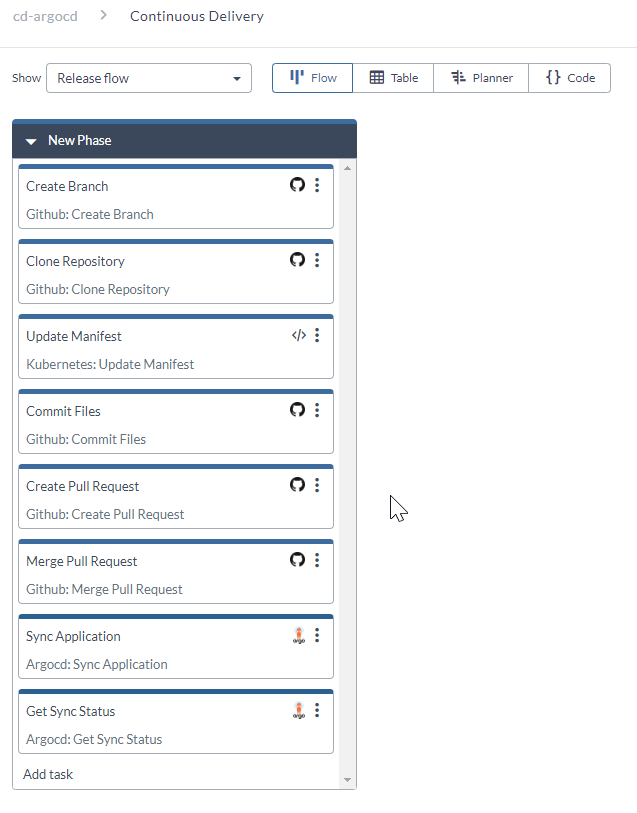 cd-argocd > Continuous Delivery
Show Release flow Flow Table Planner {} Code
New Phase
Create Branch
Github: Create Branch
Clone Repository
Github: Clone Repository
Update Manifest </>
Kubernetes: Update Manifest
Commit Files
Github: Commit Files
Create Pull Request
Github: Create Pull Request
Merge Pull Request
Github: Merge Pull Request
Sync Application argo
Argocd: Sync Application
Get Sync Status argo
Argocd: Get Sync Status
Add task